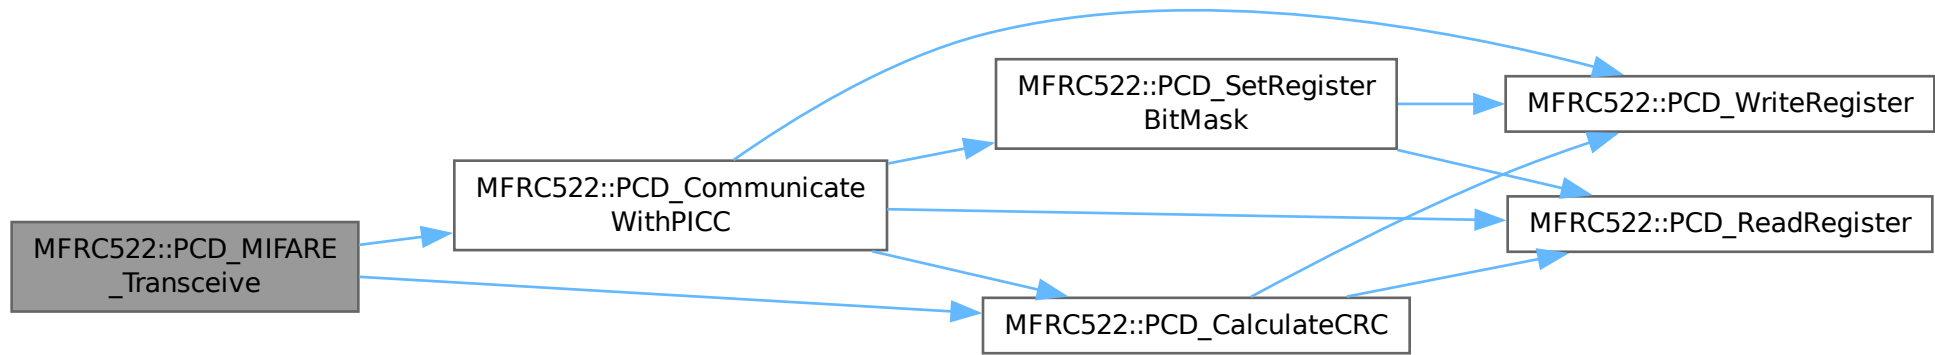 MFRC522::PCD_MIFARE
_Transceive
MFRC522::PCD_Communicate
WithPICC
MFRC522::PCD_SetRegister
BitMask
MFRC522::PCD_CalculateCRC
MFRC522::PCD_WriteRegister
MFRC522::PCD_ReadRegister